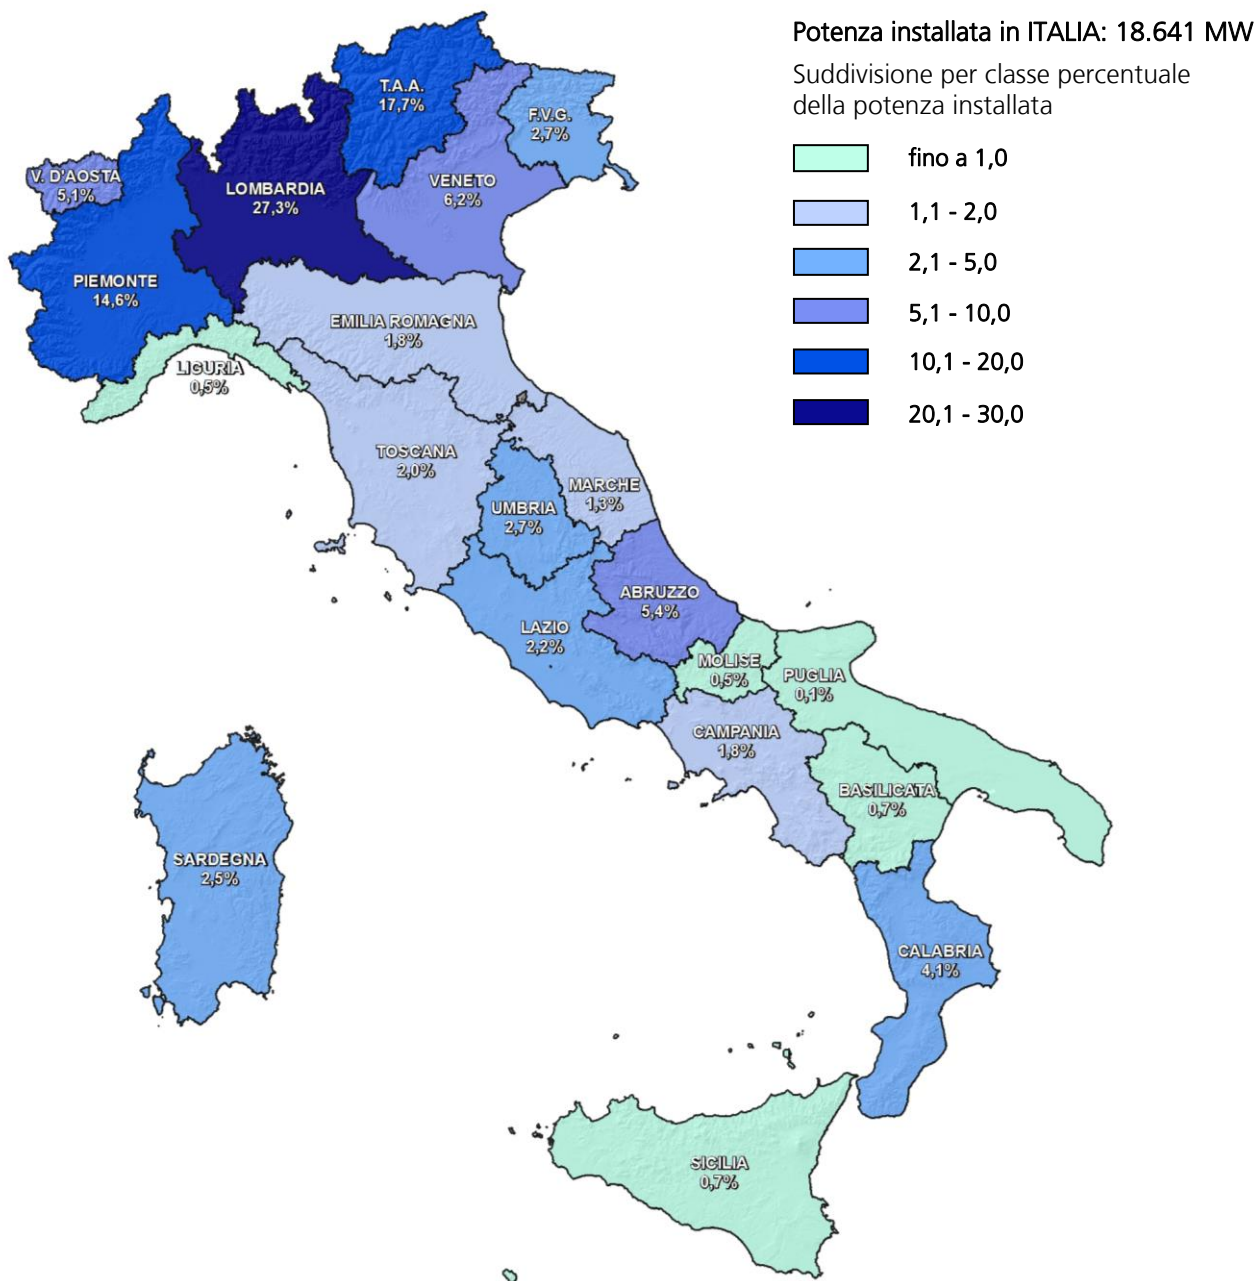 Potenza installata in ITALIA: 18.641 MW
Suddivisione per classe percentuale
della potenza installata
fino a 1,0
1,1 - 2,0
2,1 - 5,0
5,1 - 10,0
10,1 - 20,0
20,1 - 30,0
T.A.A.
17,7%
F.V.G.
2,7%
V. D'AOSTA
5,1%
LOMBARDIA
27,3%
VENETO
6,2%
PIEMONTE
14,6%
EMILIA ROMAGNA
1,8%
LIGURIA
0,5%
TOSCANA
2,0%
MARCHE
1,3%
UMBRIA
2,7%
ABRUZZO
5,4%
LAZIO
2,2%
MOLISE
0,5%
PUGLIA
0,1%
CAMPANIA
1,8%
BASILICATA
0,7%
SARDEGNA
2,5%
CALABRIA
4,1%
SICILIA
0,7%